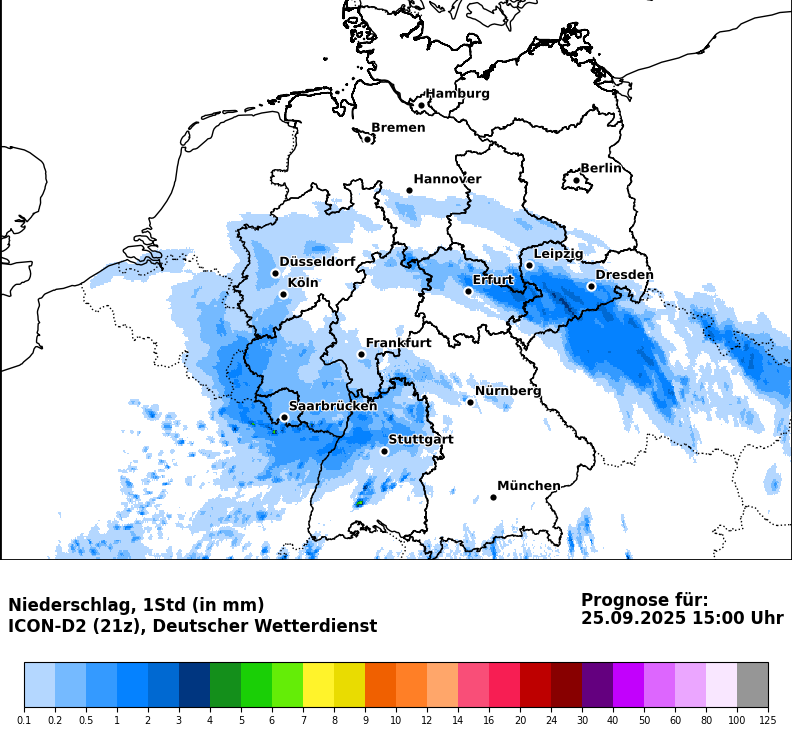 Hamburg
Bremen
Berlin
Hannover
Leipzig
Düsseldorf
Dresden
Köln
Erfurt
Frankfurt
Nürnberg
Saarbrücken
Stuttgart
München
Niederschlag, 1Std (in mm)
ICON-D2 (21z), Deutscher Wetterdienst
Prognose für:
25.09.2025 15:00 Uhr
0.1 0.2 0.5 1 2 3 4 5 6 7 8 9 10 12 14 16 20 24 30 40 50 60 80 100 125